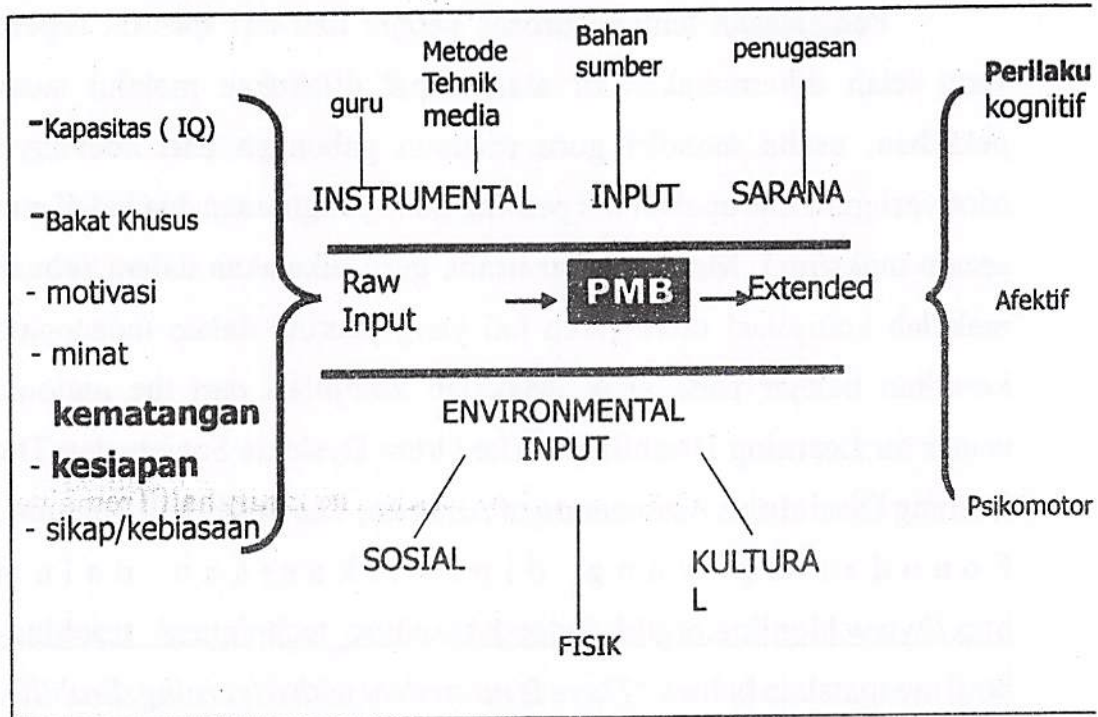 - Kapasitas ( IQ)
- Bakat Khusus
- motivasi
- minat
kematangan
- kesiapan
- sikap/kebiasaan
guru
Metode
Tehnik
media
Bahan
sumber
penugasan
INSTRUMENTAL
INPUT
SARANA
Raw
Input
PMB
Extended
ENVIRONMENTAL
INPUT
SOSIAL
FISIK
KULTURA
L
Perilaku
kognitif
Afektif
Psikomotor